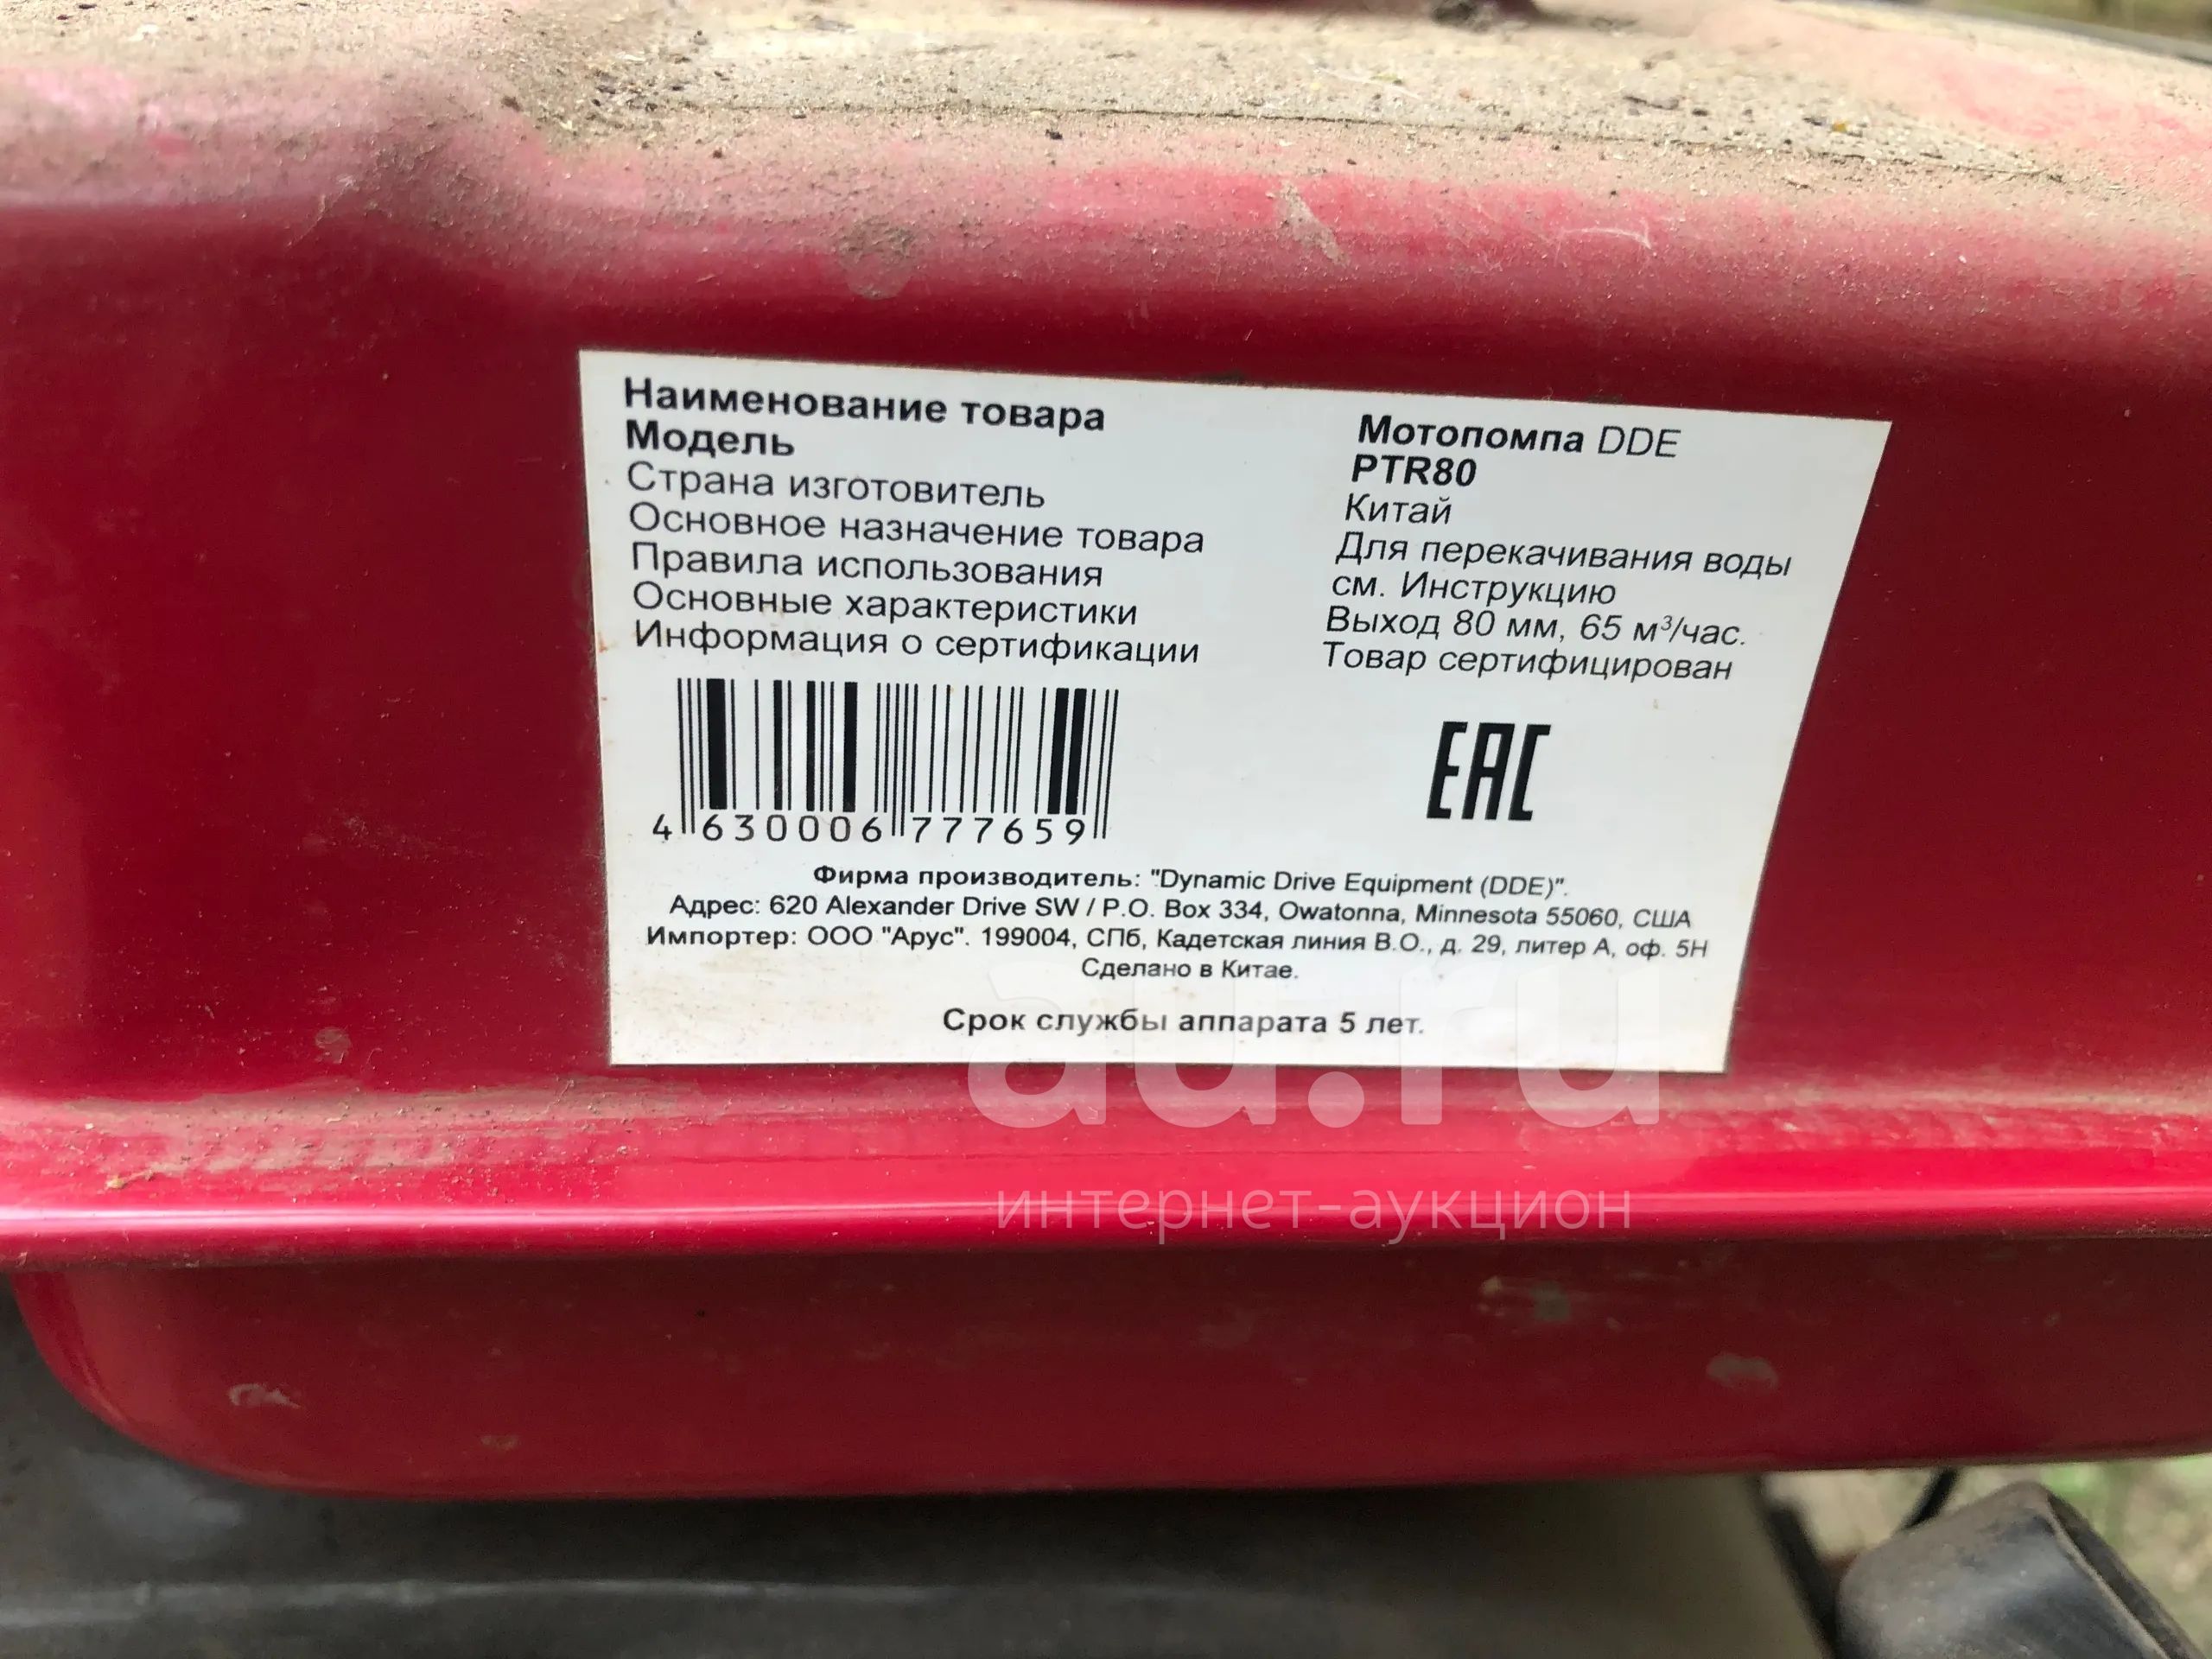 Наименование товара Мотопомпа DDE
Модель PTR80
Страна изготовитель Китай
Основное назначение товара Для перекачивания воды
Правила использования см. Инструкцию
Основные характеристики Выход 80 мм, 65 м³/час.
Информация о сертификации Товар сертифицирован
4 630006 777659
EAC
Фирма производитель: "Dynamic Drive Equipment (DDE)".
Адрес: 620 Alexander Drive SW / P.O. Box 334, Owatonna, Minnesota 55060, США
Импортер: ООО "Арус". 199004, СПб, Кадетская линия В.О., д. 29, литер А, оф. 5Н
Сделано в Китае.
Срок службы аппарата 5 лет.
au.ru
интернет-аукцион